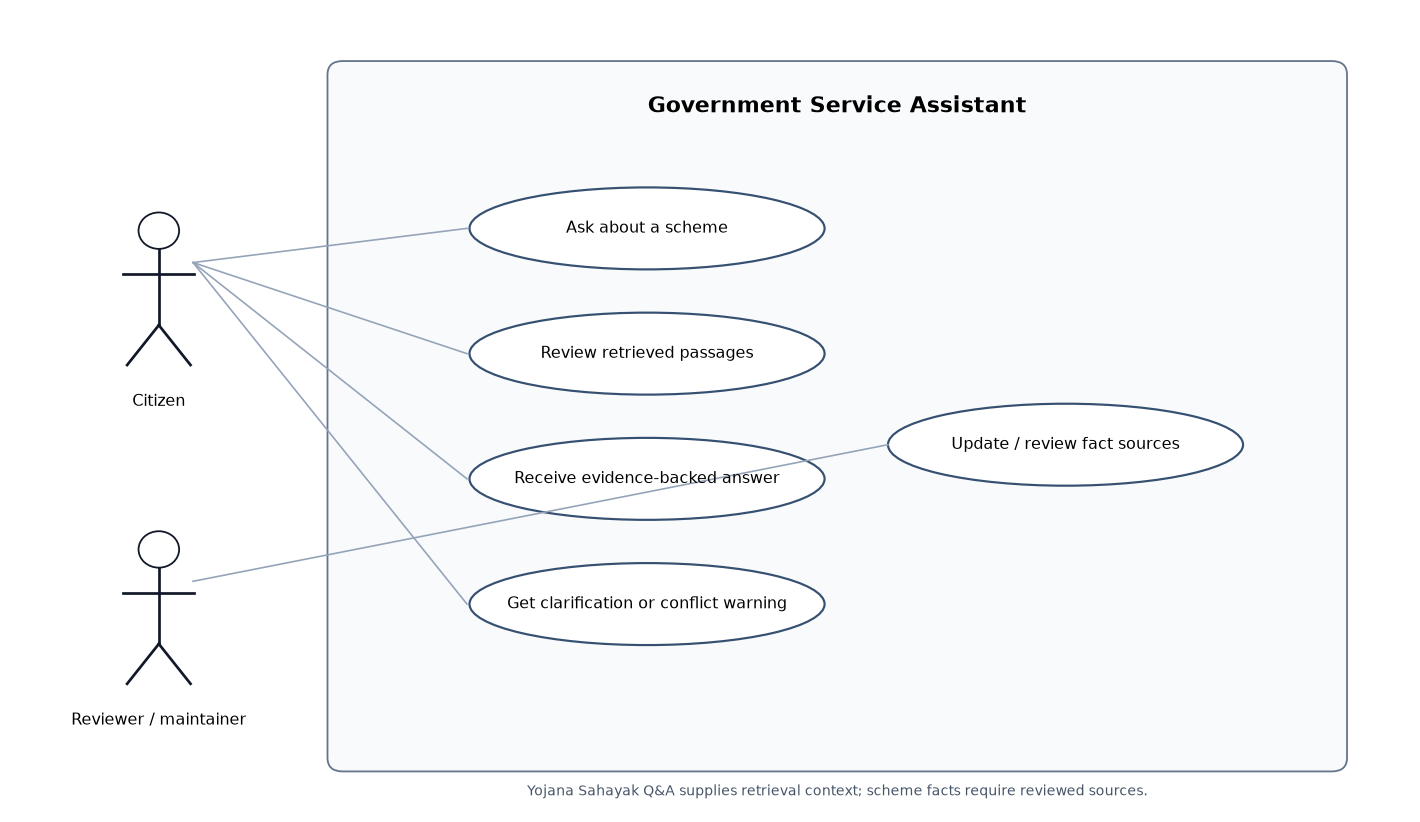 Government Service Assistant
Ask about a scheme
Review retrieved passages
Citizen
Update / review fact sources
Receive evidence-backed answer
Get clarification or conflict warning
Reviewer / maintainer
Yojana Sahayak Q&A supplies retrieval context; scheme facts require reviewed sources.